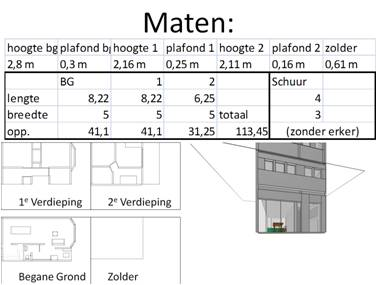 Maten:
hoogte bg plafond b hoogte 1 plafond 1 hoogte 2 plafond 2 zolder
2,8 m 0,3 m 2,16 m 0,25 m 2,11 m 0,16 m 0,61 m
BG 1 2 Schuur
lengte 8,22 8,22 6,25 4
breedte 5 5 5 totaal 3
opp. 41,1 41,1 31,25 113,45 (zonder erker)
1e Verdieping 2e Verdieping
Begane Grond Zolder